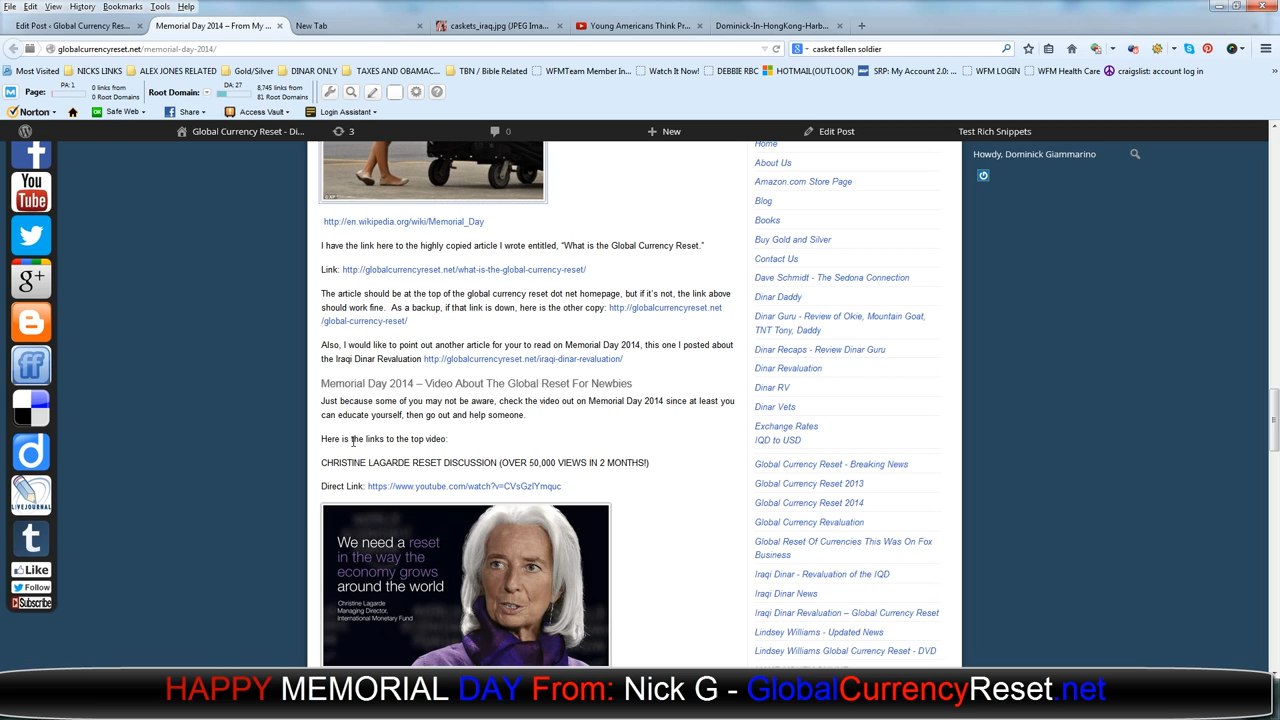 File Edit View History Bookmarks Tools Help
Edit Post ‹ Global Currency Res... × Memorial Day 2014 – From My ... × New Tab × caskets_iraq.jpg (JPEG Ima... × Young Americans Think Pr... × Dominick-In-HongKong-Harb... × +
globalcurrencyreset.net/memorial-day-2014/ casket fallen soldier
Most Visited NICKS LINKS ALEX JONES RELATED Gold/Silver DINAR ONLY TAXES AND OBAMAC... TBN / Bible Related WFMTeam Member In... Watch It Now! DEBBIE RBC HOTMAIL(OUTLOOK) SRP: My Account 2.0: ... WFM LOGIN WFM Health Care craigslist: account log in
Page: PA: 1 0 links from 0 Root Domains Root Domain: DA:27 8,745 links from 81 Root Domains
Norton Safe Web Share Access Vault Login Assistant
Global Currency Reset - Di... 3 0 New Edit Post Test Rich Snippets
Howdy, Dominick Giammarino
You
Tube
g+
ff
d
LIVEJOURNAL
t
Like
Follow
Subscribe
http://en.wikipedia.org/wiki/Memorial_Day
I have the link here to the highly copied article I wrote entitled, “What is the Global Currency Reset.”
Link: http://globalcurrencyreset.net/what-is-the-global-currency-reset/
The article should be at the top of the global currency reset dot net homepage, but if it's not, the link above
should work fine. As a backup, if that link is down, here is the other copy: http://globalcurrencyreset.net
/global-currency-reset/
Also, I would like to point out another article for your to read on Memorial Day 2014, this one I posted about
the Iraqi Dinar Revaluation http://globalcurrencyreset.net/iraqi-dinar-revaluation/
Memorial Day 2014 – Video About The Global Reset For Newbies
Just because some of you may not be aware, check the video out on Memorial Day 2014 since at least you
can educate yourself, then go out and help someone.
Here is the links to the top video:
CHRISTINE LAGARDE RESET DISCUSSION (OVER 50,000 VIEWS IN 2 MONTHS!)
Direct Link: https://www.youtube.com/watch?v=CVsGzlYmquc
We need a reset
in the way the
economy grows
around the world
Christine Lagarde
Managing Director,
International Monetary Fund
Home
About Us
Amazon.com Store Page
Blog
Books
Buy Gold and Silver
Contact Us
Dave Schmidt - The Sedona Connection
Dinar Daddy
Dinar Guru - Review of Okie, Mountain Goat,
TNT Tony, Daddy
Dinar Recaps - Review Dinar Guru
Dinar Revaluation
Dinar RV
Dinar Vets
Exchange Rates
IQD to USD
Global Currency Reset - Breaking News
Global Currency Reset 2013
Global Currency Reset 2014
Global Currency Revaluation
Global Reset Of Currencies This Was On Fox
Business
Iraqi Dinar - Revaluation of the IQD
Iraqi Dinar News
Iraqi Dinar Revaluation – Global Currency Reset
Lindsey Williams - Updated News
Lindsey Williams Global Currency Reset - DVD
HAPPY MEMORIAL DAY From: Nick G - GlobalCurrencyReset.net